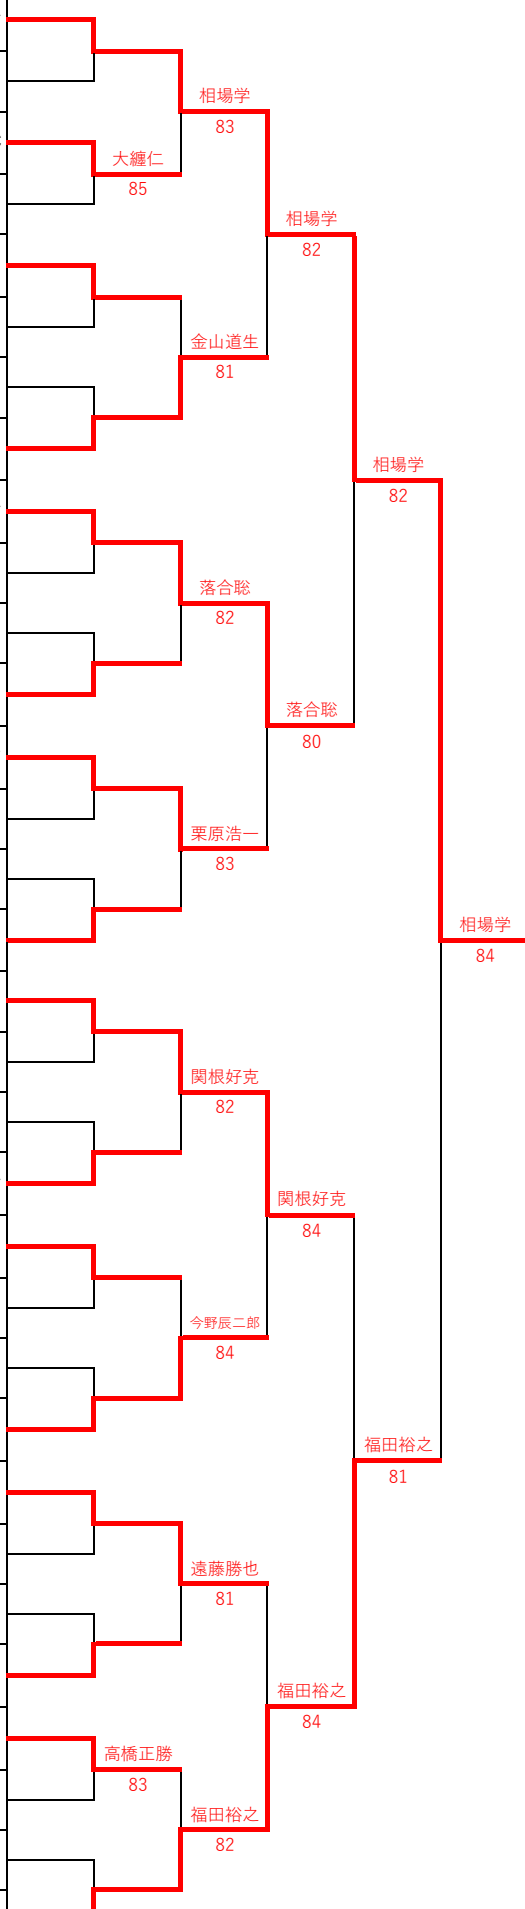 相場学
83
大纏仁
85
相場学
82
金山道生
81
相場学
82
落合聡
82
落合聡
80
栗原浩一
83
相場学
84
関根好克
82
関根好克
84
今野辰二郎
84
福田裕之
81
遠藤勝也
81
福田裕之
84
高橋正勝
83
福田裕之
82